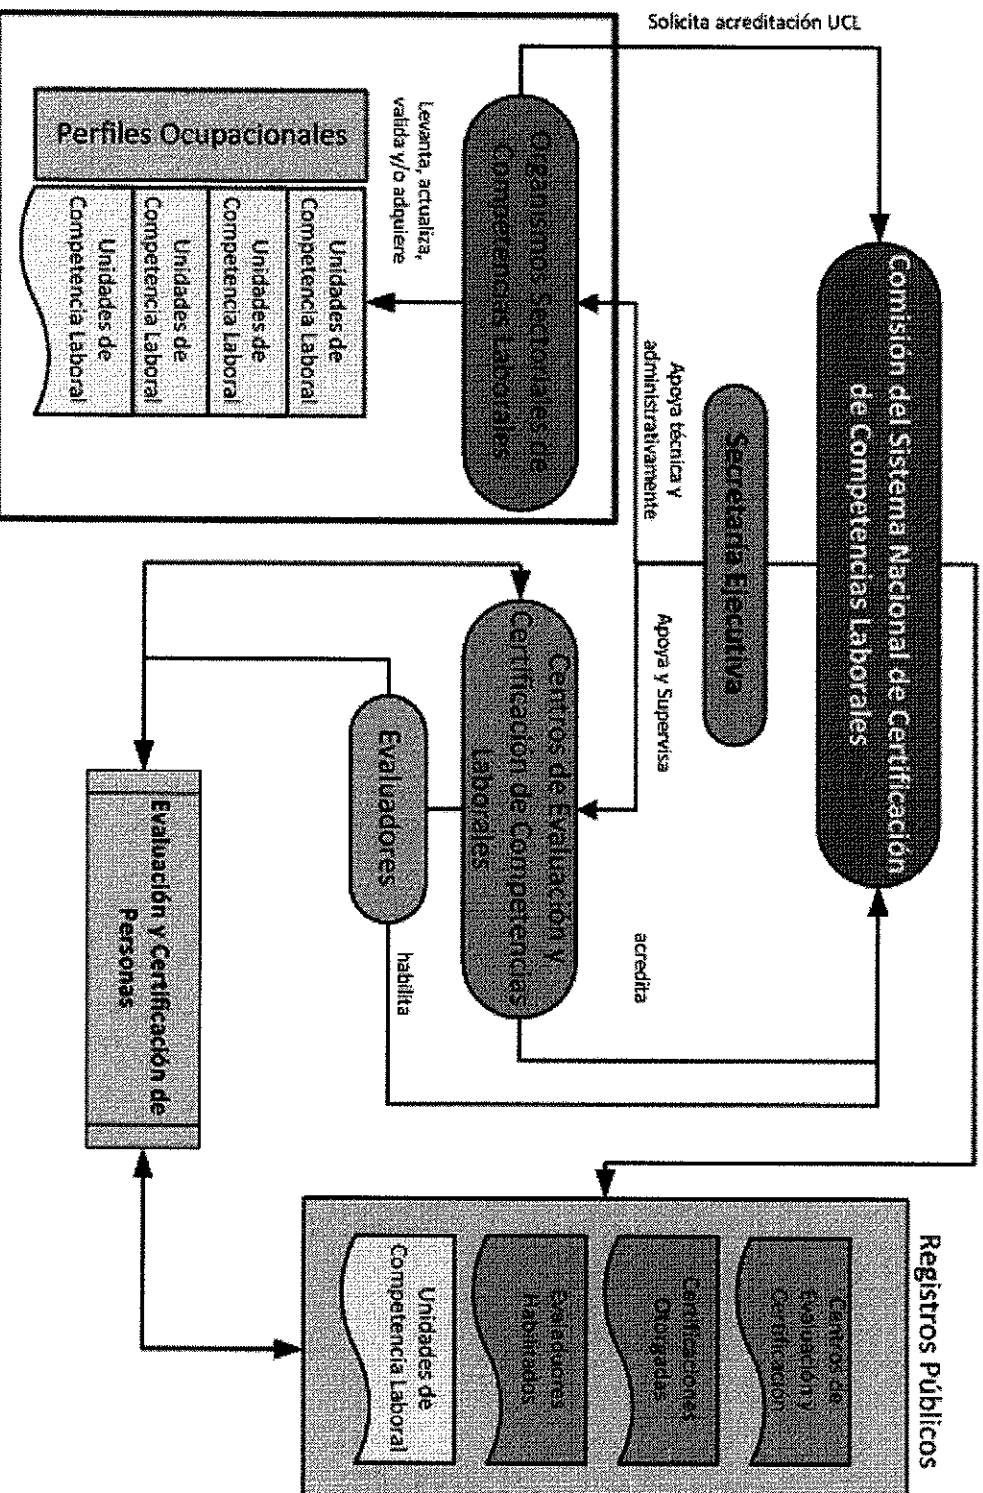 Solicita acreditación UCL
Comisión del Sistema Nacional de Certificación
de Competencias Laborales
Secretaria Ejecutiva
Apoya técnica y
administrativamente
Apoya y Supervisa
acredita
Organismos Sectoriales de
Competencias Laborales
Levanta, actualiza,
valida y/o adquiere
Perfiles Ocupacionales
Unidades de
Competencia Laboral
Unidades de
Competencia Laboral
Unidades de
Competencia Laboral
Unidades de
Competencia Laboral
Centros de Evaluación y
Certificación de Competencias
Laborales
Evaluadores
habilita
Evaluación y Certificación de
Personas
Registros Públicos
Centros de
Evaluación y
Certificación
Certificaciones
Otorgadas
Evaluadores
Habilitados
Unidades de
Competencia Laboral